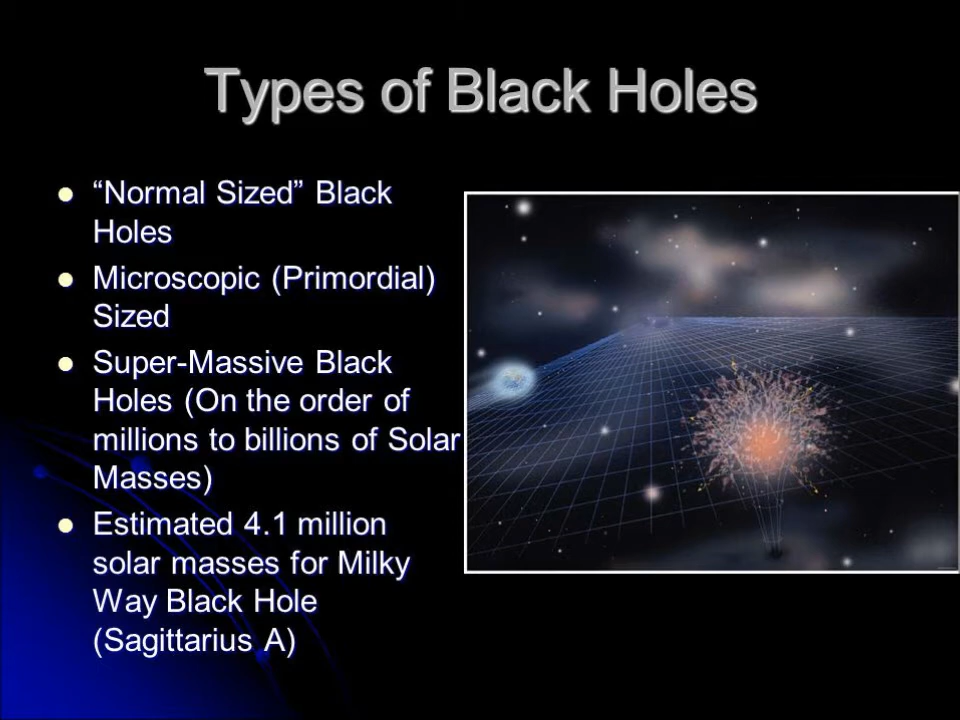 Types of Black Holes
“Normal Sized” Black
Holes
Microscopic (Primordial)
Sized
Super-Massive Black
Holes (On the order of
millions to billions of Solar
Masses)
Estimated 4.1 million
solar masses for Milky
Way Black Hole
(Sagittarius A)